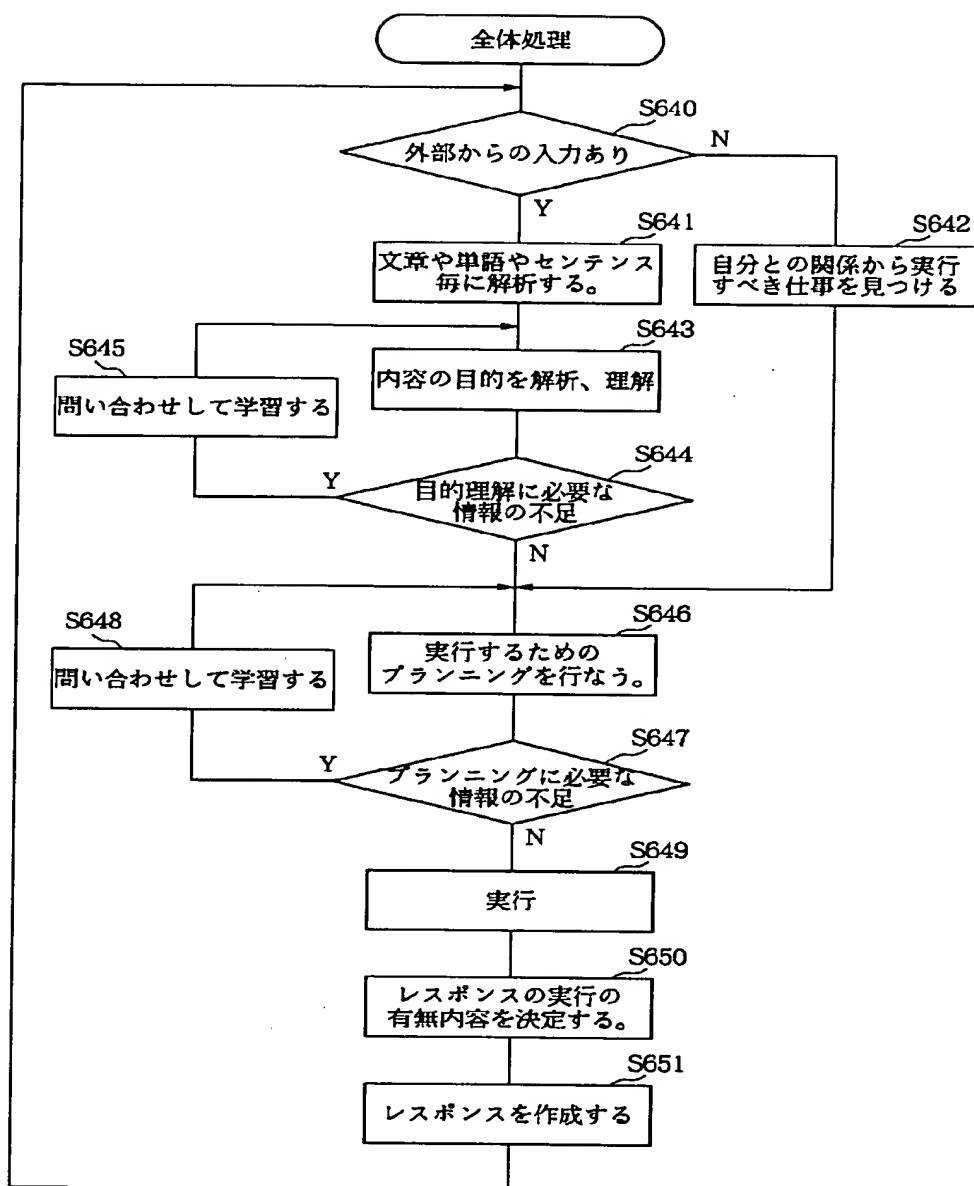 全体処理
S640
外部からの入力あり
N
Y
S641
文章や単語やセンテンス
毎に解析する。
S642
自分との関係から実行
すべき仕事を見つける
S643
内容の目的を解析、理解
S645
問い合わせして学習する
S644
Y
目的理解に必要な
情報の不足
N
S646
実行するための
プランニングを行なう。
S648
問い合わせして学習する
S647
Y
プランニングに必要な
情報の不足
N
S649
実行
S650
レスポンスの実行の
有無内容を決定する。
S651
レスポンスを作成する